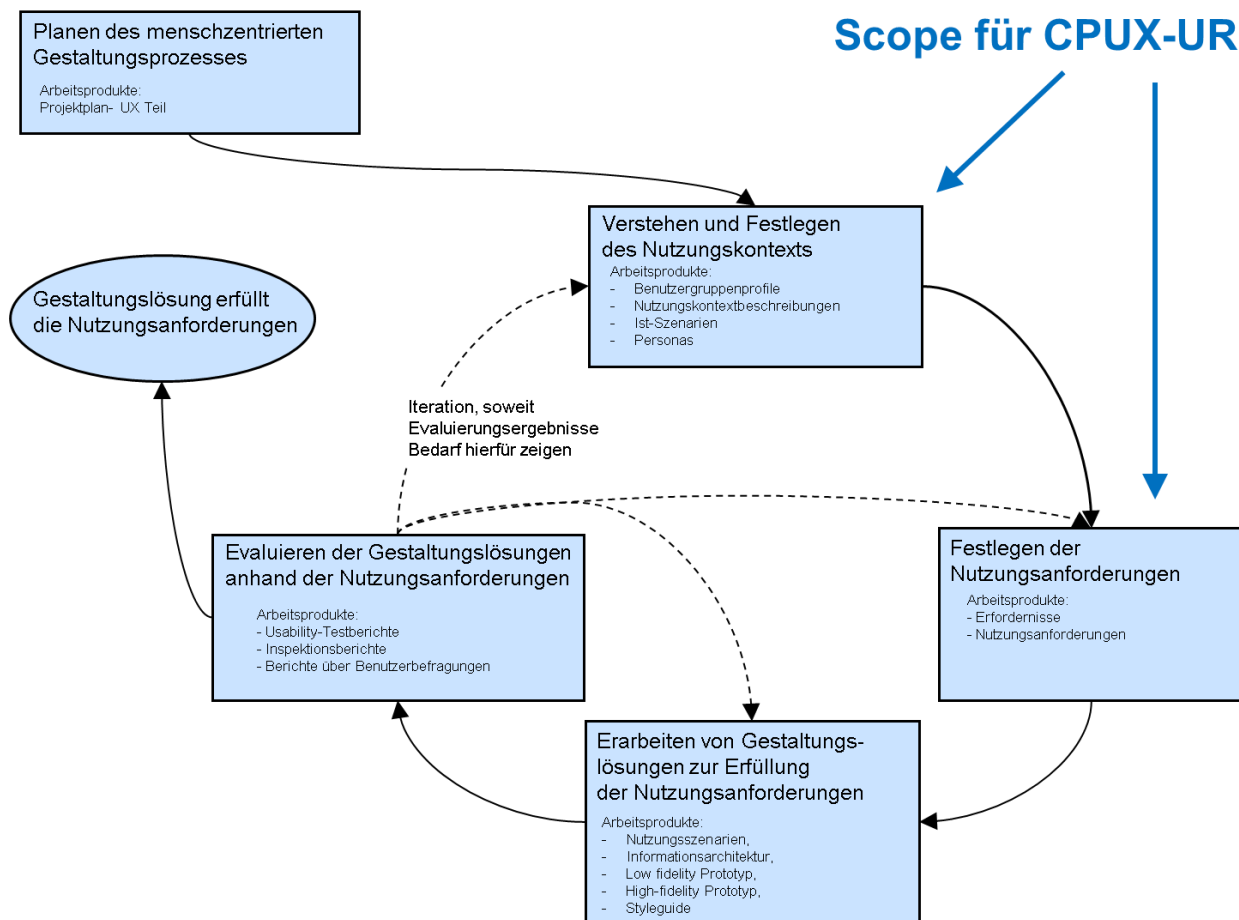 Scope für CPUX-UR
Planen des menschzentrierten
Gestaltungsprozesses
Arbeitsprodukte:
Projektplan- UX Teil
Verstehen und Festlegen
des Nutzungskontexts
Arbeitsprodukte:
- Benutzergruppenprofile
- Nutzungskontextbeschreibungen
- Ist-Szenarien
- Personas
Gestaltungslösung erfüllt
die Nutzungsanforderungen
Iteration, soweit
Evaluierungsergebnisse
Bedarf hierfür zeigen
Festlegen der
Nutzungsanforderungen
Arbeitsprodukte:
- Erfordernisse
- Nutzungsanforderungen
Evaluieren der Gestaltungslösungen
anhand der Nutzungsanforderungen
Arbeitsprodukte:
- Usability-Testberichte
- Inspektionsberichte
- Berichte über Benutzerbefragungen
Erarbeiten von Gestaltungs-
lösungen zur Erfüllung
der Nutzungsanforderungen
Arbeitsprodukte:
- Nutzungsszenarien,
- Informationsarchitektur,
- Low fidelity Prototyp,
- High-fidelity Prototyp,
- Styleguide